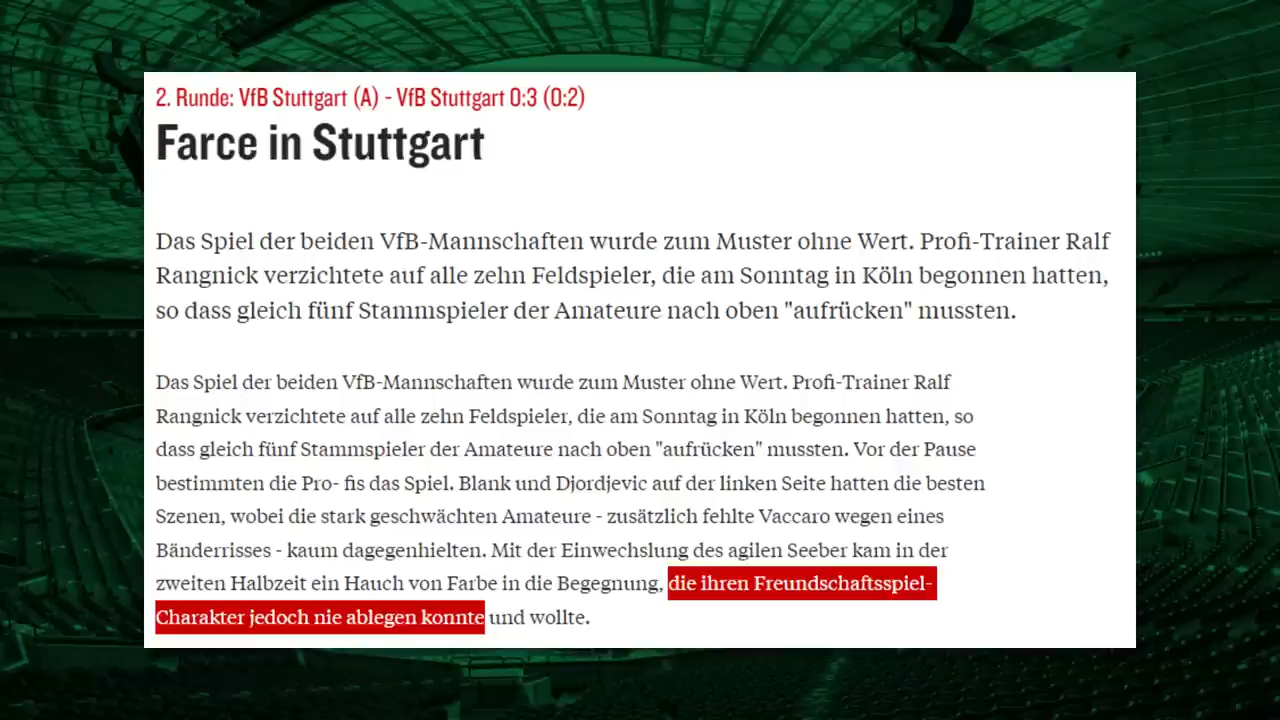 2. Runde: VfB Stuttgart (A) - VfB Stuttgart 0:3 (0:2)
Farce in Stuttgart
Das Spiel der beiden VfB-Mannschaften wurde zum Muster ohne Wert. Profi-Trainer Ralf
Rangnick verzichtete auf alle zehn Feldspieler, die am Sonntag in Köln begonnen hatten,
so dass gleich fünf Stammspieler der Amateure nach oben "aufrücken" mussten.
Das Spiel der beiden VfB-Mannschaften wurde zum Muster ohne Wert. Profi-Trainer Ralf
Rangnick verzichtete auf alle zehn Feldspieler, die am Sonntag in Köln begonnen hatten, so
dass gleich fünf Stammspieler der Amateure nach oben "aufrücken" mussten. Vor der Pause
bestimmten die Pro- fis das Spiel. Blank und Djordjevic auf der linken Seite hatten die besten
Szenen, wobei die stark geschwächten Amateure - zusätzlich fehlte Vaccaro wegen eines
Bänderrisses - kaum dagegenhielten. Mit der Einwechslung des agilen Seeber kam in der
zweiten Halbzeit ein Hauch von Farbe in die Begegnung, die ihren Freundschaftsspiel-
Charakter jedoch nie ablegen konnte und wollte.